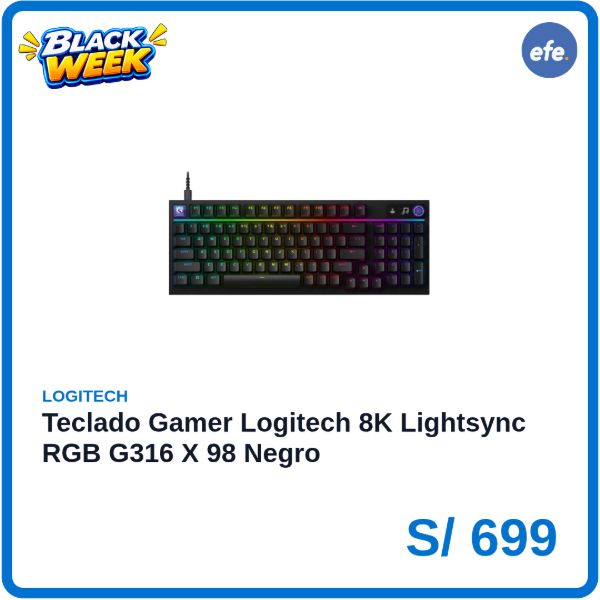 BLACK
WEEK
efe.
LOGITECH
Teclado Gamer Logitech 8K Lightsync
RGB G316 X 98 Negro
S/ 699